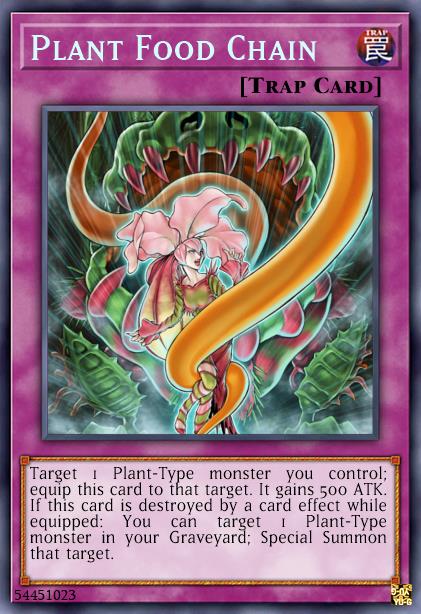 Plant Food Chain
TRAP
罠
[Trap Card]
Target 1 Plant-Type monster you control;
equip this card to that target. It gains 500 ATK.
If this card is destroyed by a card effect while
equipped: You can target 1 Plant-Type
monster in your Graveyard; Special Summon
that target.
54451023